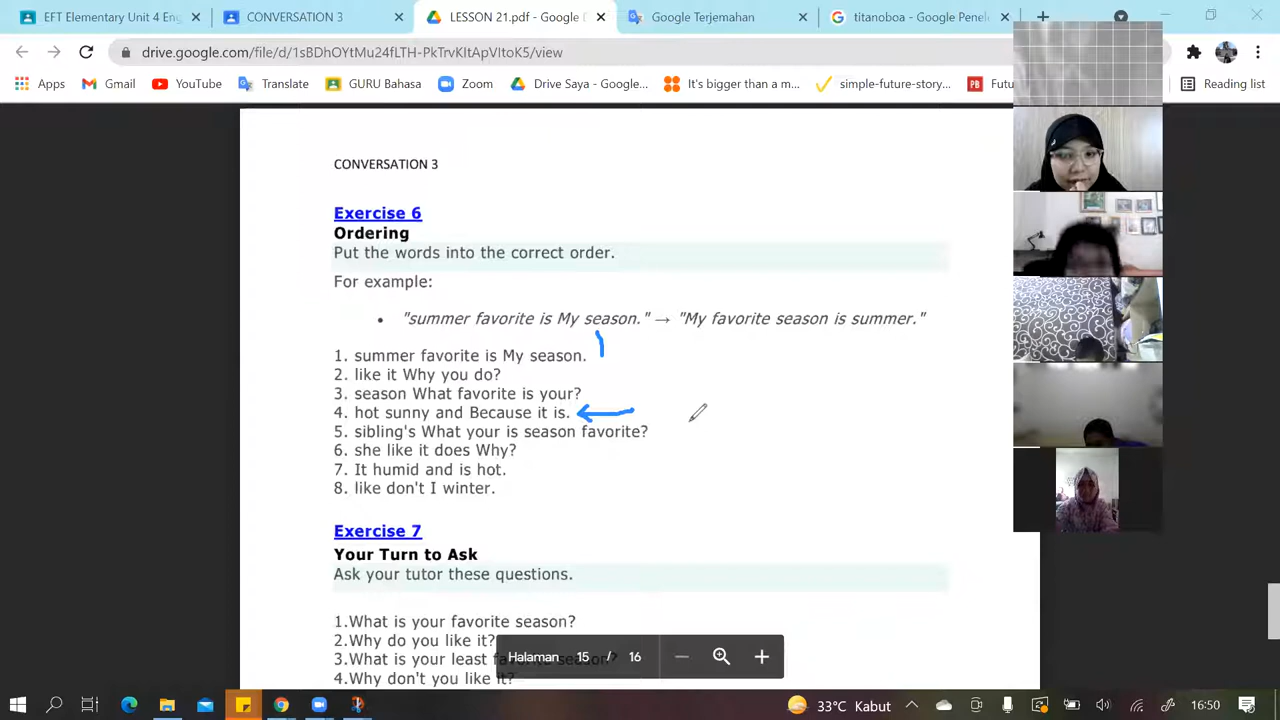 EFT Elementary Unit 4 Eng
CONVERSATION 3
LESSON 21.pdf - Google D
Google Terjemahan
titanoboa - Google Penel
drive.google.com/file/d/1sBDhOYtMu24fLTH-PkTrvKItApVItoK5/view
Apps
Gmail
YouTube
Translate
GURU Bahasa
Zoom
Drive Saya - Google...
It's bigger than a m...
simple-future-story...
Futu
Reading list
CONVERSATION 3
Exercise 6
Ordering
Put the words into the correct order.
For example:
• "summer favorite is My season." → "My favorite season is summer."
1. summer favorite is My season.
2. like it Why you do?
3. season What favorite is your?
4. hot sunny and Because it is.
5. sibling's What your is season favorite?
6. she like it does Why?
7. It humid and is hot.
8. like don't I winter.
Exercise 7
Your Turn to Ask
Ask your tutor these questions.
1.What is your favorite season?
2.Why do you like it?
3.What is your least favorite season?
4.Why don't you like it?
Halaman 15 / 16
33°C Kabut
16:50